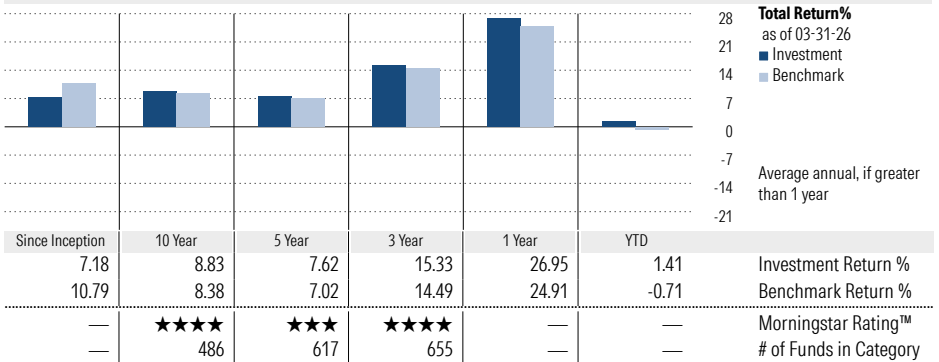 28
21
14
7
0
-7
-14
-21
Total Return%
as of 03-31-26
Investment
Benchmark
Average annual, if greater
than 1 year
Since Inception 10 Year 5 Year 3 Year 1 Year YTD
7.18 8.83 7.62 15.33 26.95 1.41 Investment Return %
10.79 8.38 7.02 14.49 24.91 -0.71 Benchmark Return %
— ★★★★ ★★★ ★★★★ — — Morningstar Rating™
— 486 617 655 — — # of Funds in Category